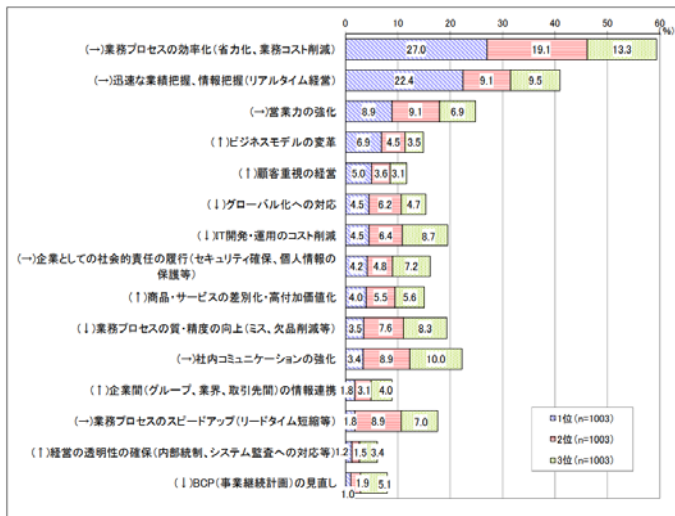 0 10 20 30 40 50 60 (%)
(→)業務プロセスの効率化(省力化、業務コスト削減) 27.0 19.1 13.3
(→)迅速な業績把握、情報把握(リアルタイム経営) 22.4 9.1 9.5
(→)営業力の強化 8.9 9.1 6.9
(↑)ビジネスモデルの変革 6.9 4.5 3.5
(↑)顧客重視の経営 5.0 3.6 3.1
(↓)グローバル化への対応 4.5 6.2 4.7
(↓)IT開発・運用のコスト削減 4.5 6.4 8.7
(→)企業としての社会的責任の履行(セキュリティ確保、個人情報の
保護等) 4.2 4.8 7.2
(↑)商品・サービスの差別化・高付加価値化 4.0 5.5 5.6
(↓)業務プロセスの質・精度の向上(ミス、欠品削減等) 3.5 7.6 8.3
(→)社内コミュニケーションの強化 3.4 8.9 10.0
(↑)企業間(グループ、業界、取引先間)の情報連携 1.8 3.1 4.0
(→)業務プロセスのスピードアップ(リードタイム短縮等) 1.8 8.9 7.0
(↑)経営の透明性の確保(内部統制、システム監査への対応等) 1.2 1.5 3.4
(↓)BCP(事業継続計画)の見直し 1.0 1.9 5.1
1位(n=1003)
2位(n=1003)
3位(n=1003)